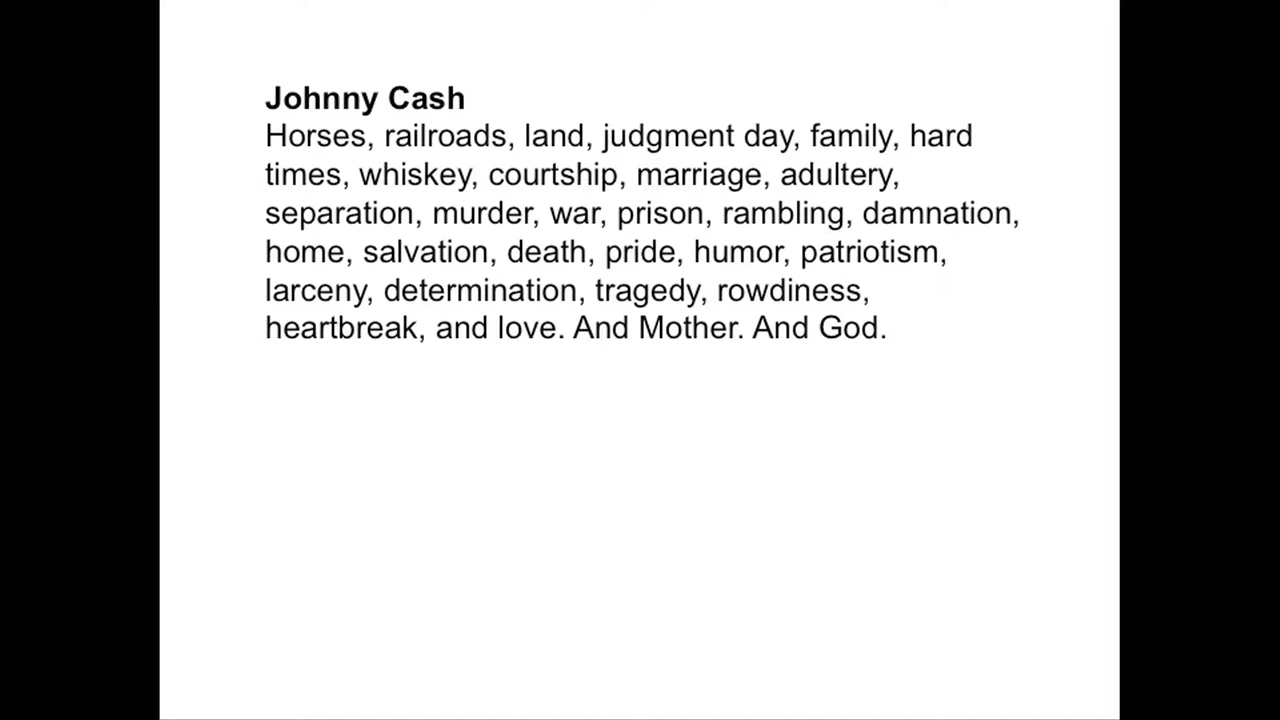 Johnny Cash
Horses, railroads, land, judgment day, family, hard
times, whiskey, courtship, marriage, adultery,
separation, murder, war, prison, rambling, damnation,
home, salvation, death, pride, humor, patriotism,
larceny, determination, tragedy, rowdiness,
heartbreak, and love. And Mother. And God.